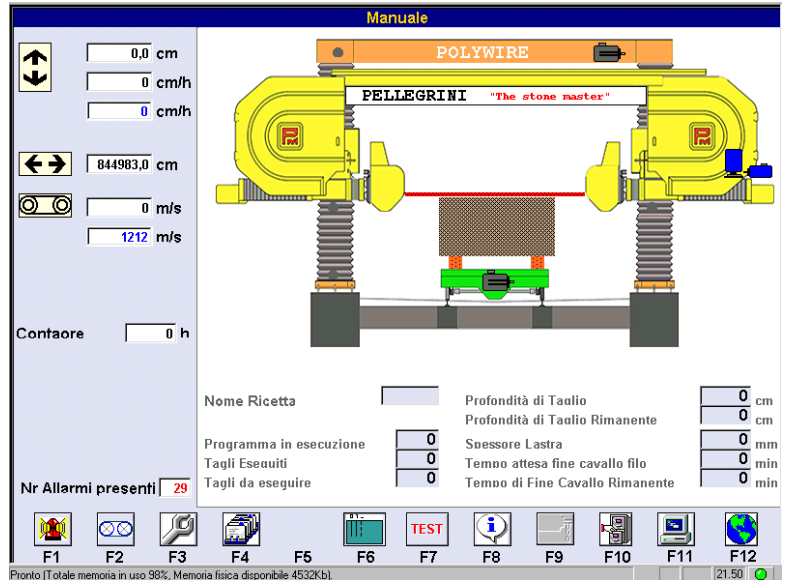 Manuale
0,0 cm
0 cm/h
0 cm/h
844983,0 cm
0 m/s
1212 m/s
Contaore 0 h
Nr Allarmi presenti 29
POLYWIRE
PELLEGRINI "The stone master"
Nome Ricetta
Programma in esecuzione 0
Tagli Eseguiti 0
Tagli da eseguire 0
Profondità di Taglio 0 cm
Profondità di Taglio Rimanente 0 cm
Spessore Lastra 0 mm
Tempo attesa fine cavallo filo 0 min
Tempo di Fine Cavallo Rimanente 0 min
TEST
F1 F2 F3 F4 F5 F6 F7 F8 F9 F10 F11 F12
Pronto (Totale memoria in uso 98%, Memoria fisica disponibile 4532Kb). 21.50